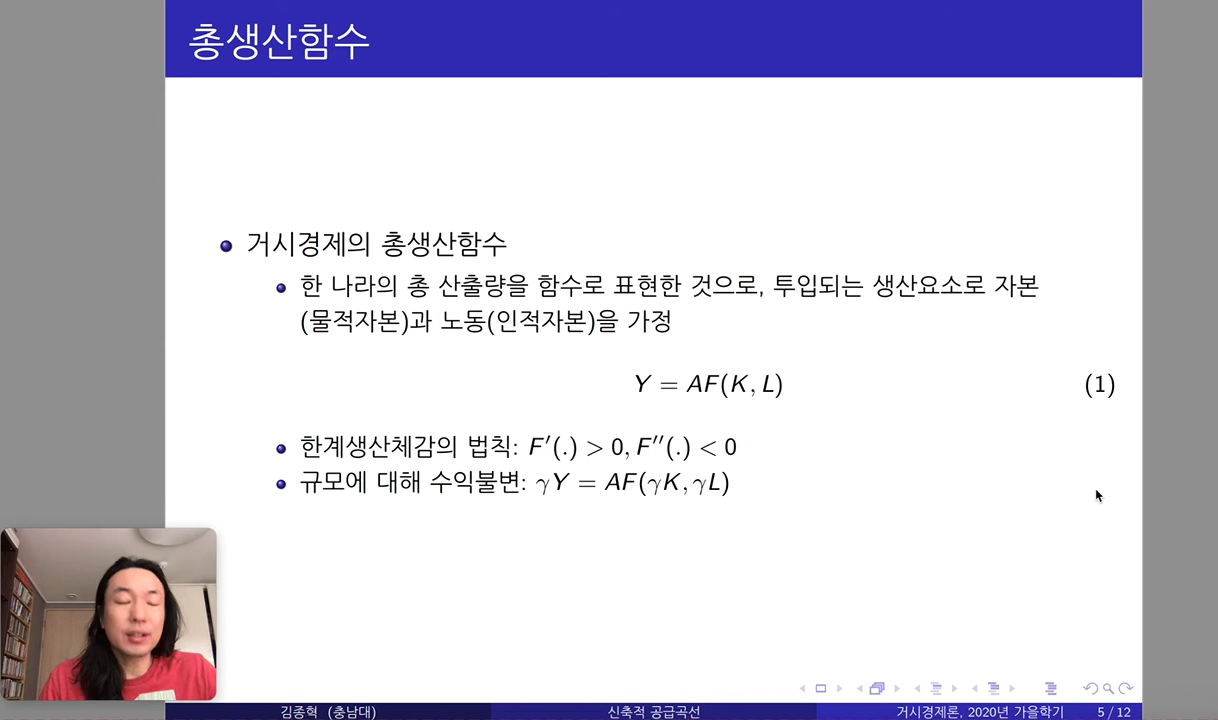 총생산함수
거시경제의 총생산함수
한 나라의 총 산출량을 함수로 표현한 것으로, 투입되는 생산요소로 자본
(물적자본)과 노동(인적자본)을 가정
Y = AF(K, L) (1)
한계생산체감의 법칙: F′(.) > 0, F′′(.) < 0
규모에 대해 수익불변: γY = AF(γK, γL)
김종혁 (충남대) 신축적 공급곡선 거시경제론, 2020년 가을학기 5 / 12